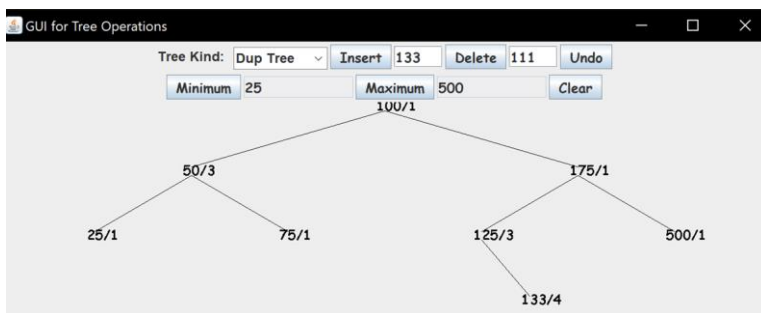 GUI for Tree Operations
Tree Kind: Dup Tree Insert 133 Delete 111 Undo
Minimum 25 Maximum 500 Clear
100/1
50/3 175/1
25/1 75/1 125/3 500/1
133/4